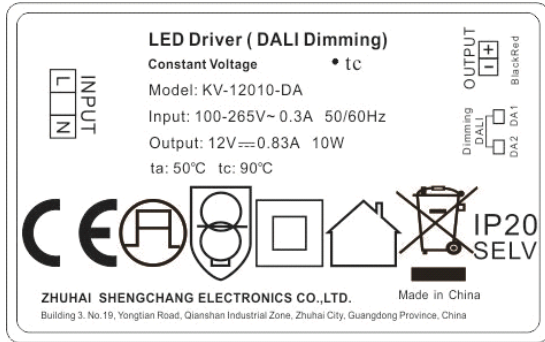 LED Driver ( DALI Dimming)
Constant Voltage • tc
Model: KV-12010-DA
Input: 100-265V~ 0.3A 50/60Hz
Output: 12V⎓0.83A 10W
ta: 50℃ tc: 90℃
INPUT
L
N
OUTPUT
+
−
BlackRed
Dimming
DALI
DA1
DA2
CE
IP20
SELV
Made in China
ZHUHAI SHENGCHANG ELECTRONICS CO.,LTD.
Building 3. No.19, Yongtian Road, Qianshan Industrial Zone, Zhuhai City, Guangdong Province, China